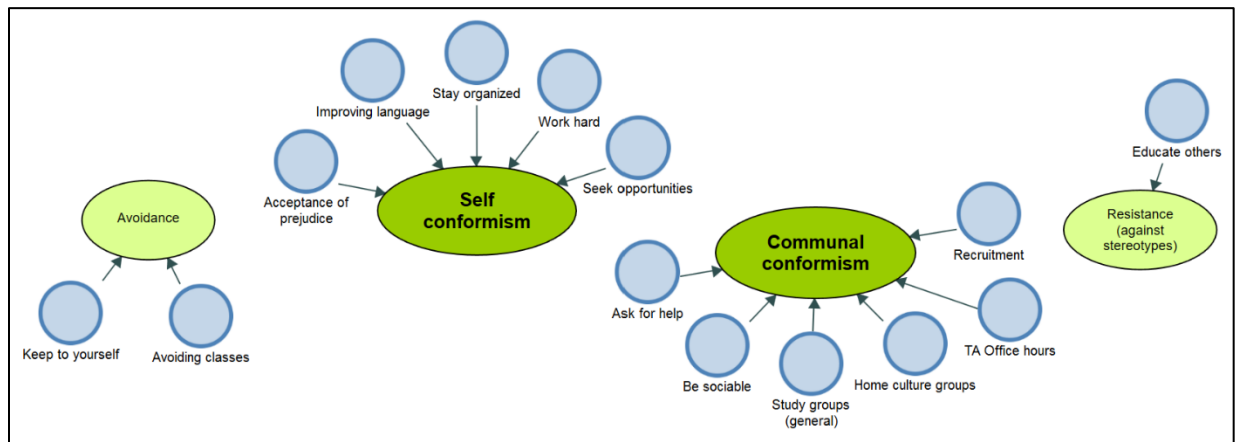 Avoidance
Keep to yourself
Avoiding classes
Self
conformism
Acceptance of
prejudice
Improving language
Stay organized
Work hard
Seek opportunities
Communal
conformism
Ask for help
Be sociable
Study groups
(general)
Home culture groups
TA Office hours
Recruitment
Resistance
(against
stereotypes)
Educate others